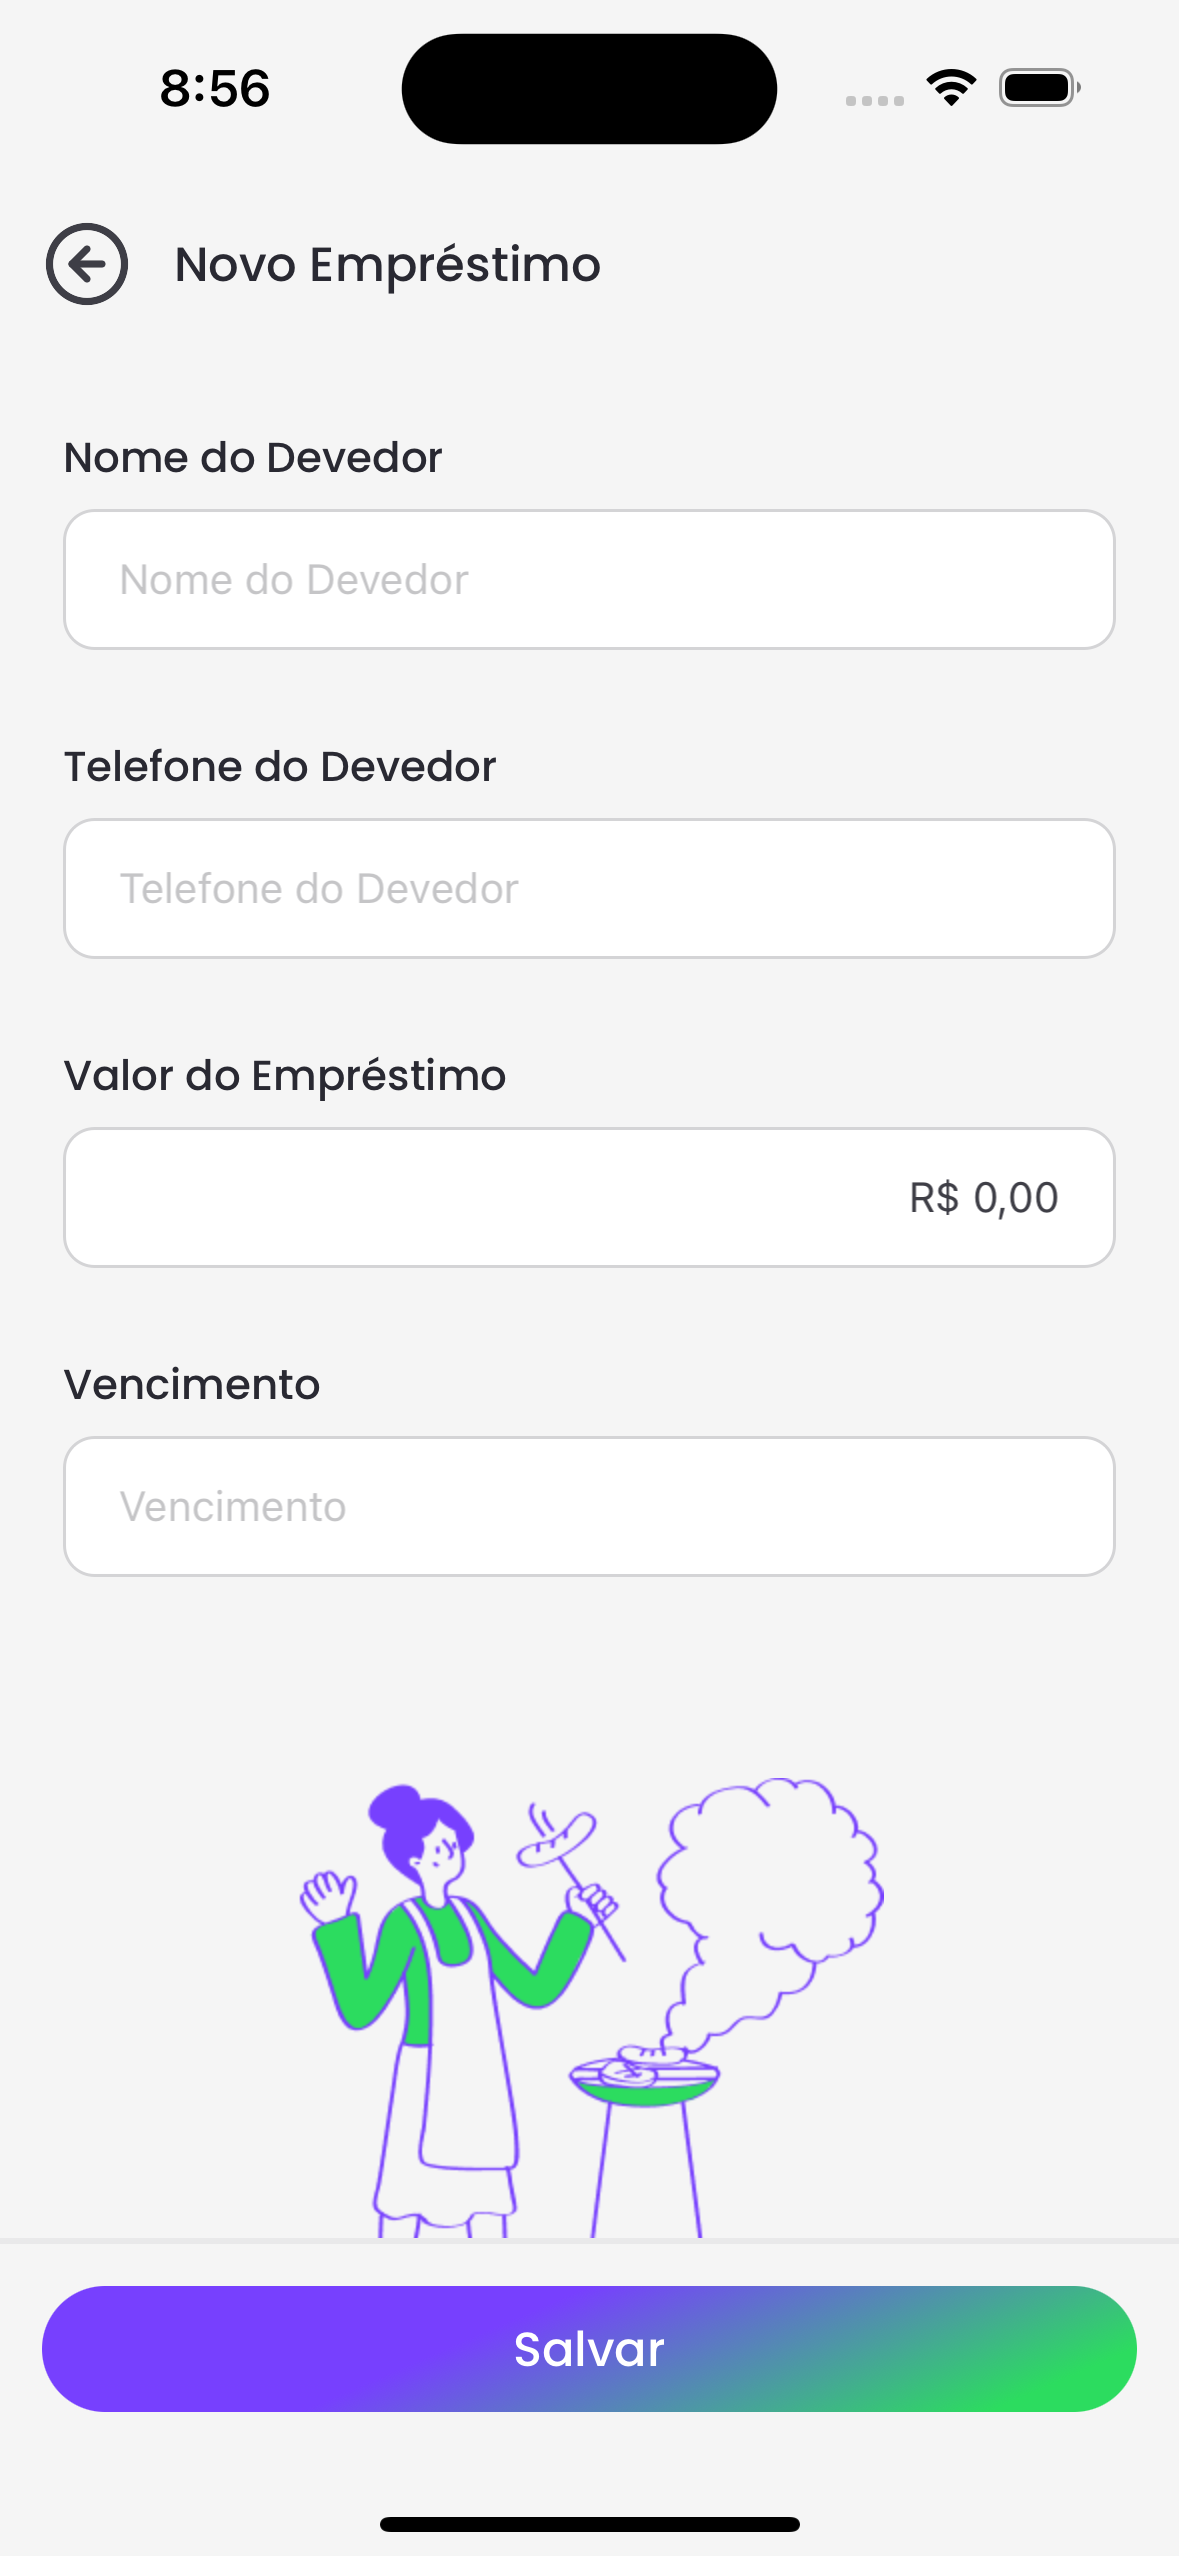 8:56
Novo Empréstimo
Nome do Devedor
Nome do Devedor
Telefone do Devedor
Telefone do Devedor
Valor do Empréstimo
R$ 0,00
Vencimento
Vencimento
Salvar